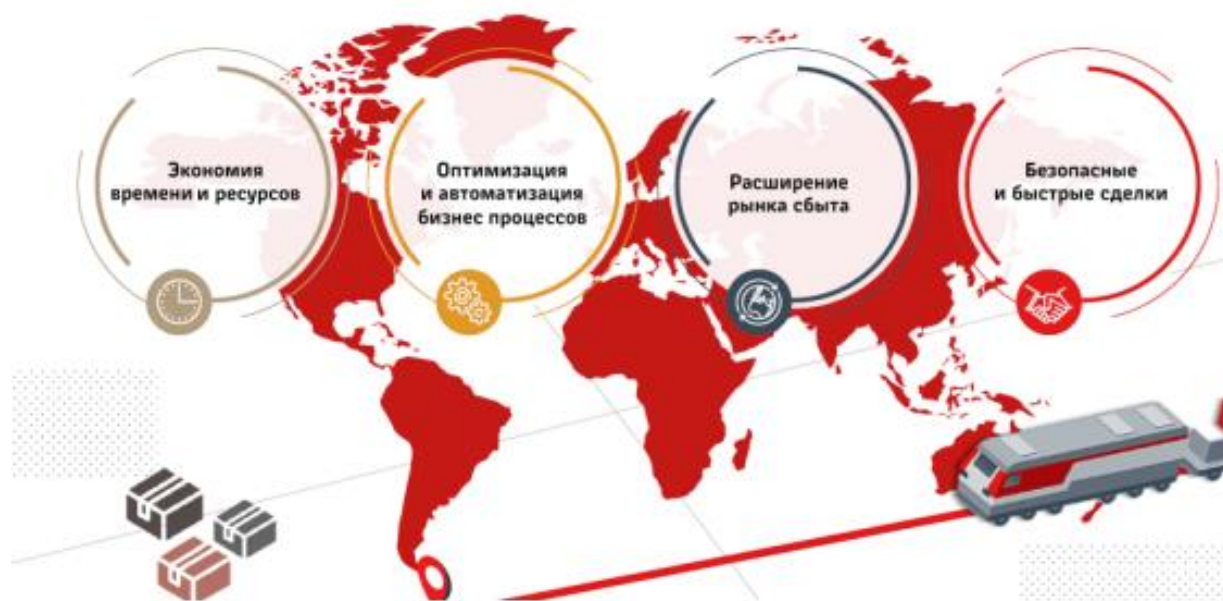 Экономия
времени и ресурсов
Оптимизация
и автоматизация
бизнес процессов
Расширение
рынка сбыта
Безопасные
и быстрые сделки